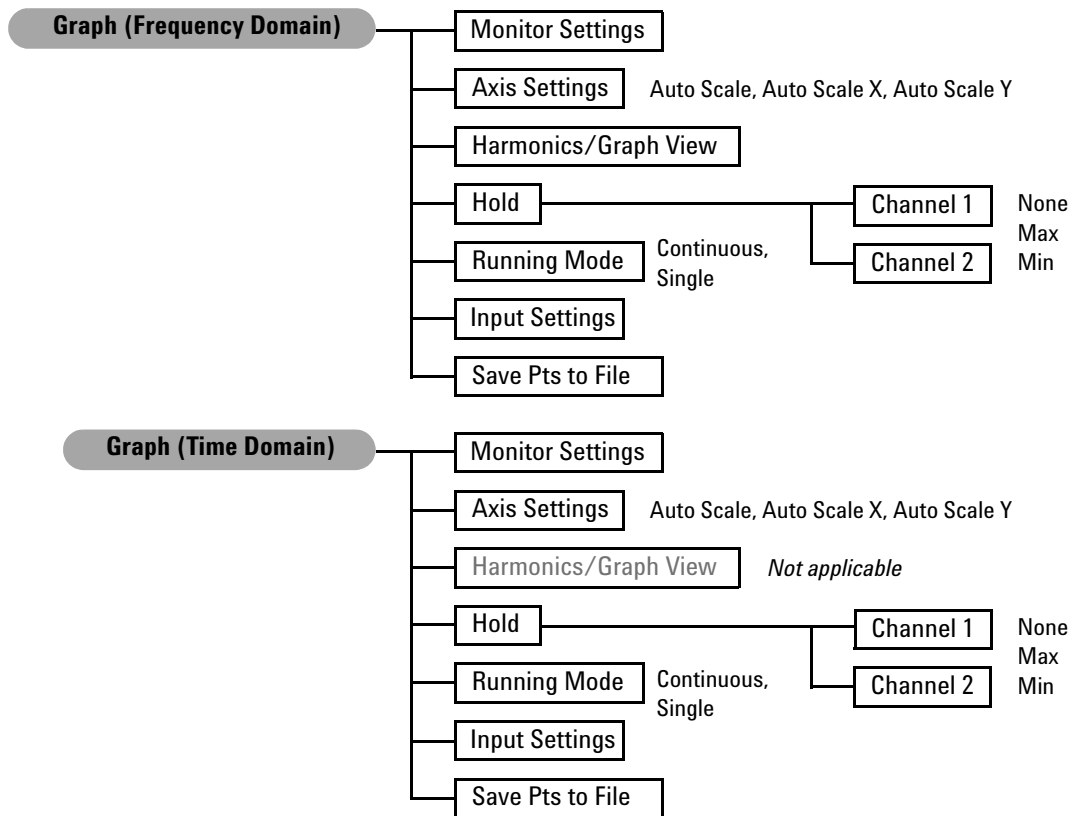 Graph (Frequency Domain)
Monitor Settings
Axis Settings
Auto Scale, Auto Scale X, Auto Scale Y
Harmonics/Graph View
Hold
Channel 1
None
Max
Channel 2
Min
Running Mode
Continuous,
Single
Input Settings
Save Pts to File
Graph (Time Domain)
Monitor Settings
Axis Settings
Auto Scale, Auto Scale X, Auto Scale Y
Harmonics/Graph View
Not applicable
Hold
Channel 1
None
Max
Channel 2
Min
Running Mode
Continuous,
Single
Input Settings
Save Pts to File